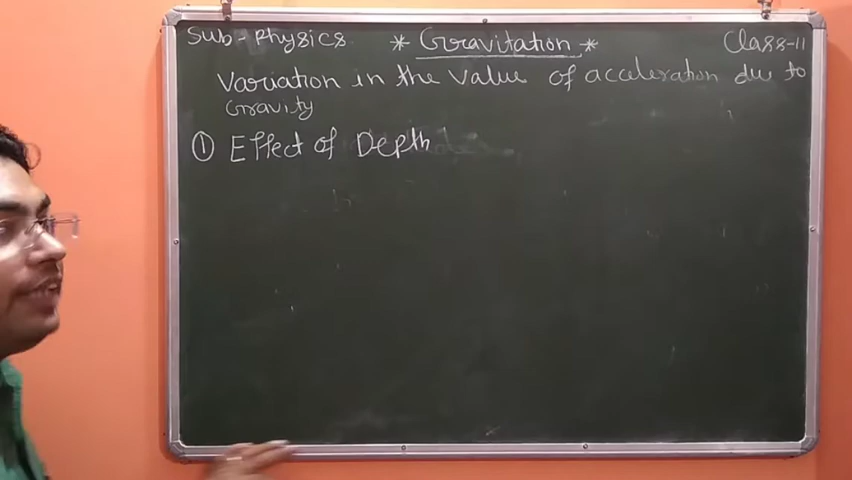 Sub - Physics * Gravitation * Class-11
Variation in the value of acceleration due to
Gravity
① Effect of Depth